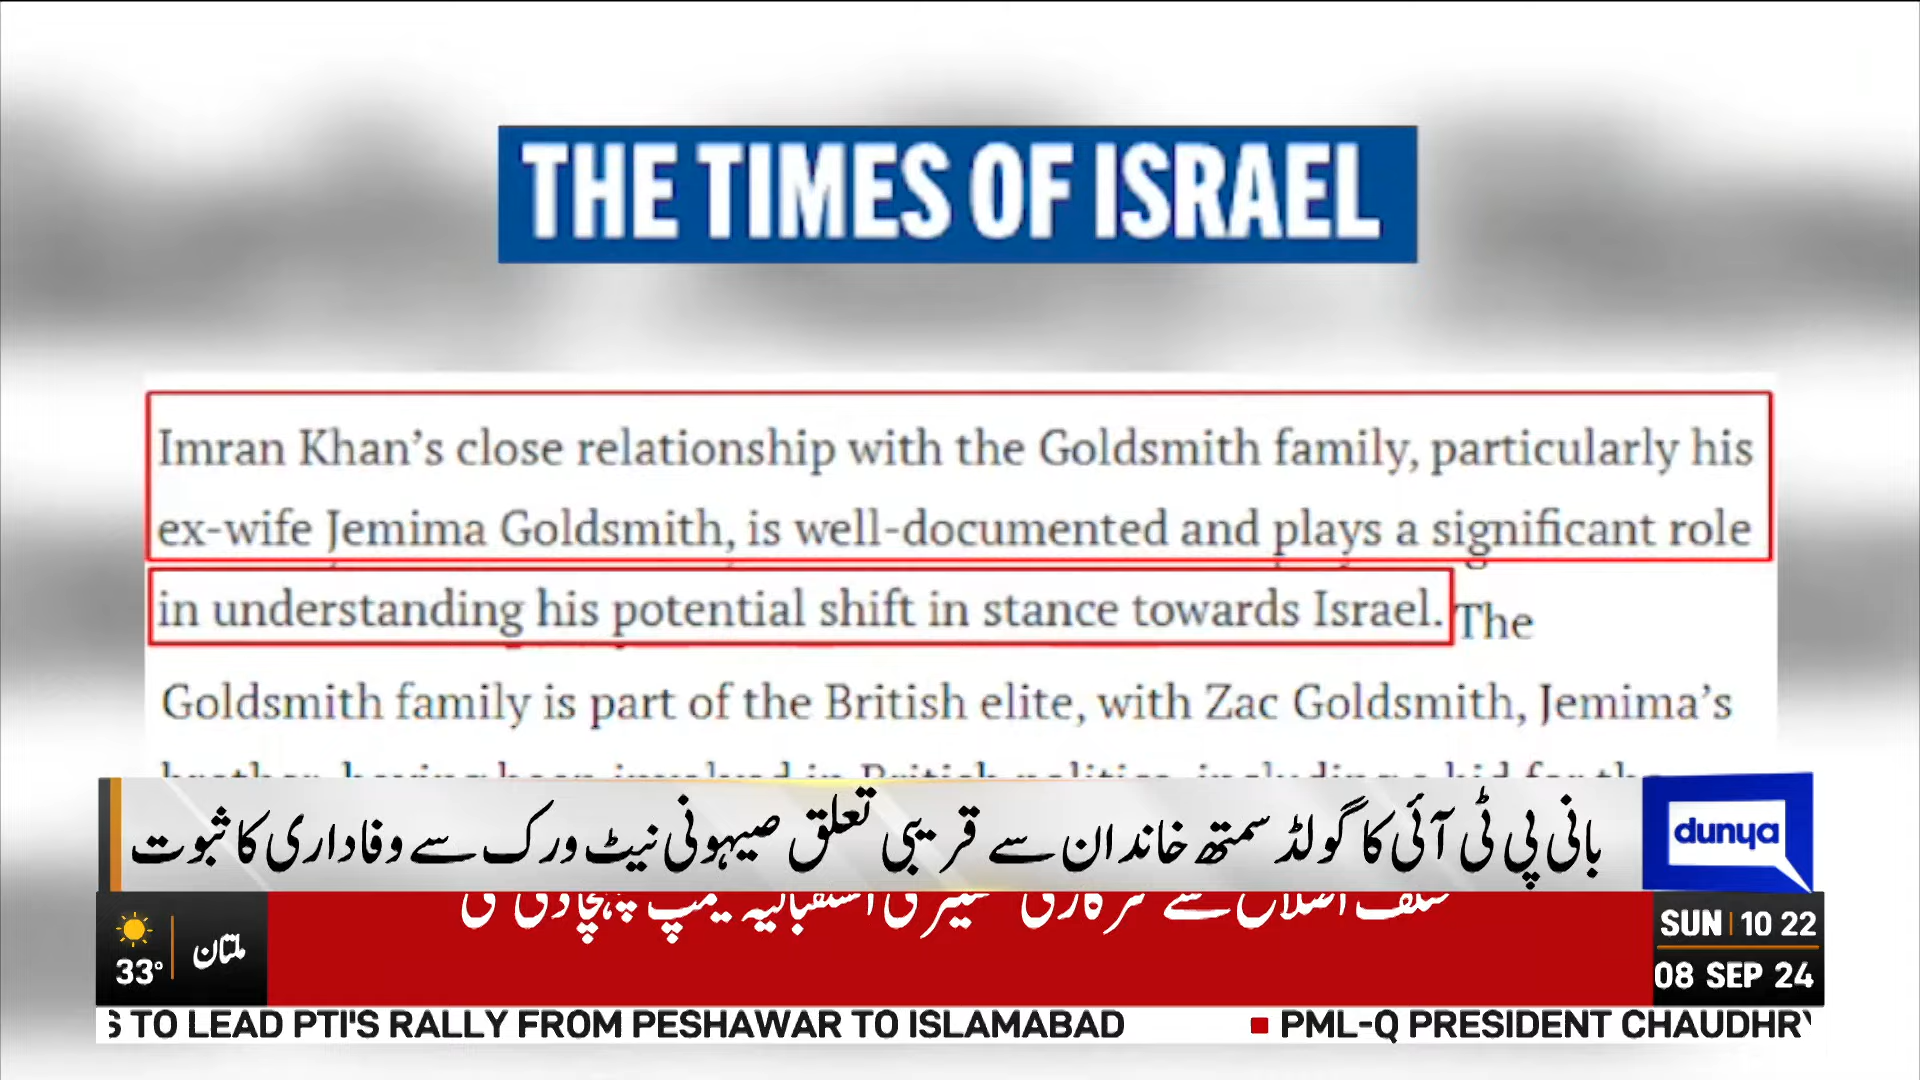 THE TIMES OF ISRAEL
Imran Khan’s close relationship with the Goldsmith family, particularly his
ex-wife Jemima Goldsmith, is well-documented and plays a significant role
in understanding his potential shift in stance towards Israel. The
Goldsmith family is part of the British elite, with Zac Goldsmith, Jemima’s
بانی پی ٹی آئی کا گولڈ سمتھ خاندان سے قریبی تعلق صیہونی نیٹ ورک سے وفاداری کا ثبوت
dunya
33°
ملتان
SUN 10 22
08 SEP 24
S TO LEAD PTI'S RALLY FROM PESHAWAR TO ISLAMABAD
PML-Q PRESIDENT CHAUDHRY